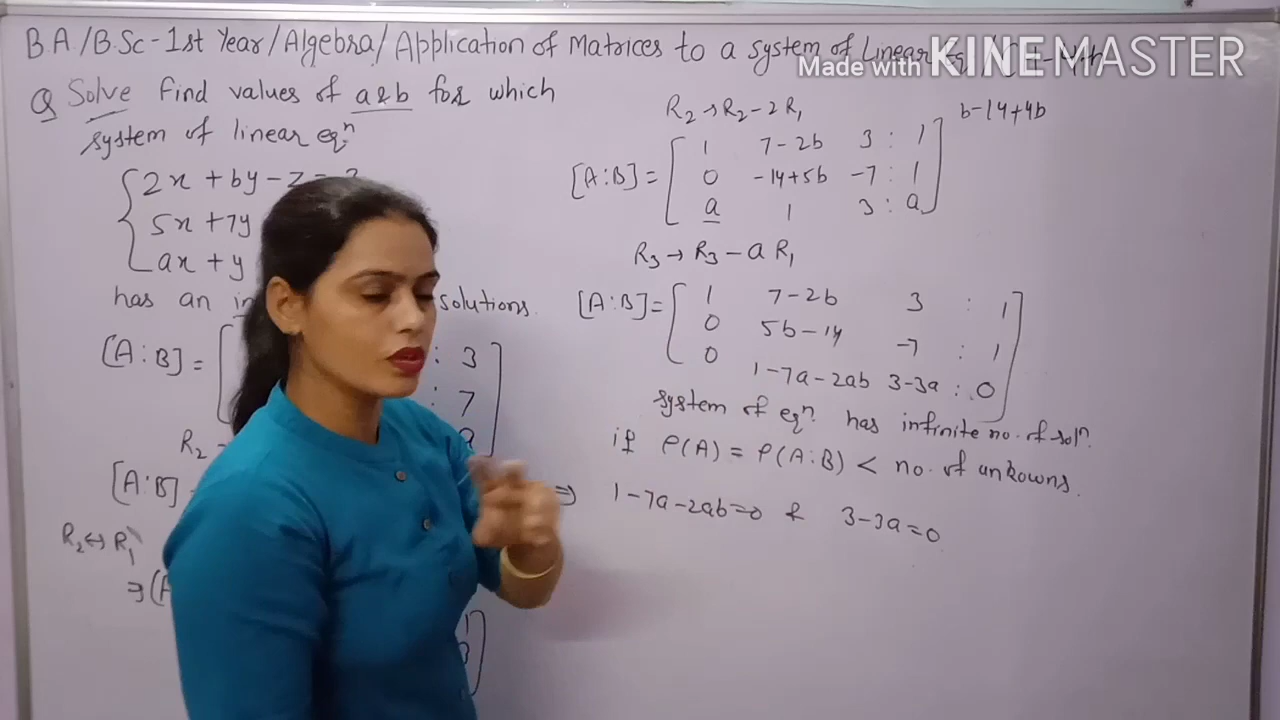 B.A./B.Sc-1st Year/Algebra/Application of Matrices to a system of Linear
Made with KINEMASTER
Q Solve find values of a & b for which
system of linear eqⁿ.
2x + by - z = 3
5x + 7y
ax + y
has an solutions.
[A:B] = : 3
: 7
a
R₂
[A:B]
R₂ ↔ R₁
R₂ → R₂ - 2R₁
b-14+4b
[A:B] = [ 1 7-2b 3 : 1 ]
0 -14+5b -7 : 1
a 1 3 : a
R₃ → R₃ - a R₁
[A:B] = [ 1 7-2b 3 : 1 ]
0 5b-14 -7 : 1
0 1-7a-2ab 3-3a : 0
system of eqⁿ. has infinite no. of solⁿ.
if ρ(A) = ρ(A:B) < no. of unkowns.
⇒ 1-7a-2ab=0 & 3-3a=0